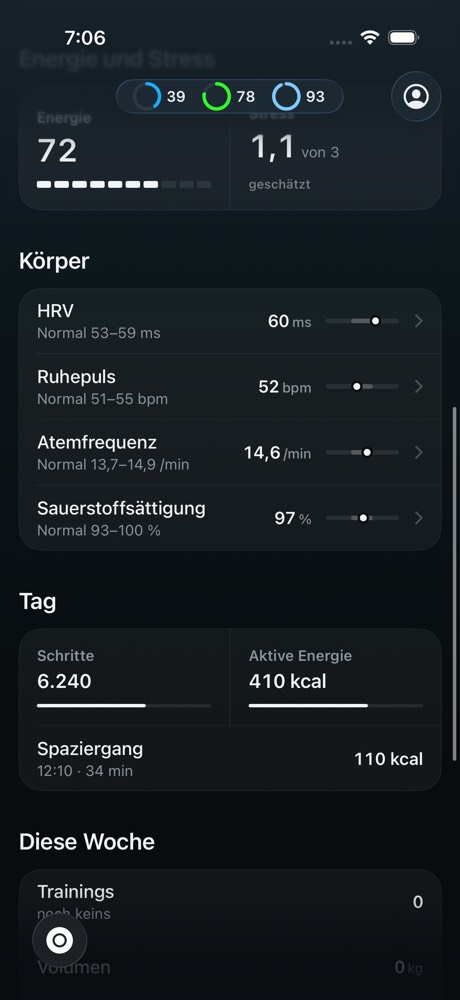 7:06
Energie und Stress
39 78 93
Energie
72
Stress
1,1 von 3
geschätzt
Körper
HRV
Normal 53–59 ms
60 ms
Ruhepuls
Normal 51–55 bpm
52 bpm
Atemfrequenz
Normal 13,7–14,9 /min
14,6 /min
Sauerstoffsättigung
Normal 93–100 %
97 %
Tag
Schritte
6.240
Aktive Energie
410 kcal
Spaziergang
12:10 · 34 min
110 kcal
Diese Woche
Trainings
noch keins
0
Volumen
0 kg